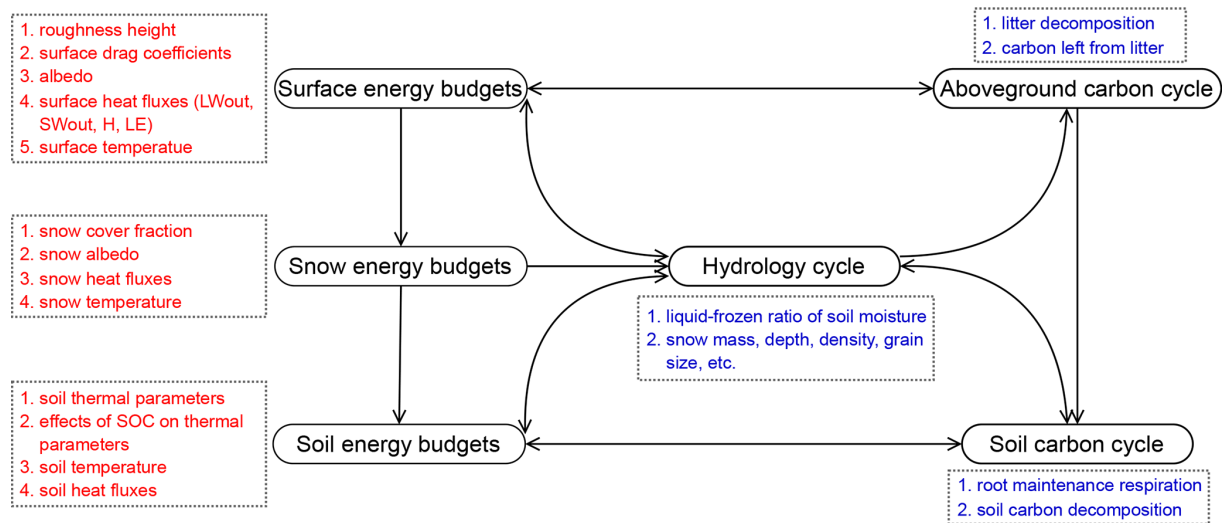 1. roughness height
2. surface drag coefficients
3. albedo
4. surface heat fluxes (LWout,
SWout, H, LE)
5. surface temperatue
Surface energy budgets
1. litter decomposition
2. carbon left from litter
Aboveground carbon cycle
1. snow cover fraction
2. snow albedo
3. snow heat fluxes
4. snow temperature
Snow energy budgets
Hydrology cycle
1. liquid-frozen ratio of soil moisture
2. snow mass, depth, density, grain
size, etc.
1. soil thermal parameters
2. effects of SOC on thermal
parameters
3. soil temperature
4. soil heat fluxes
Soil energy budgets
Soil carbon cycle
1. root maintenance respiration
2. soil carbon decomposition